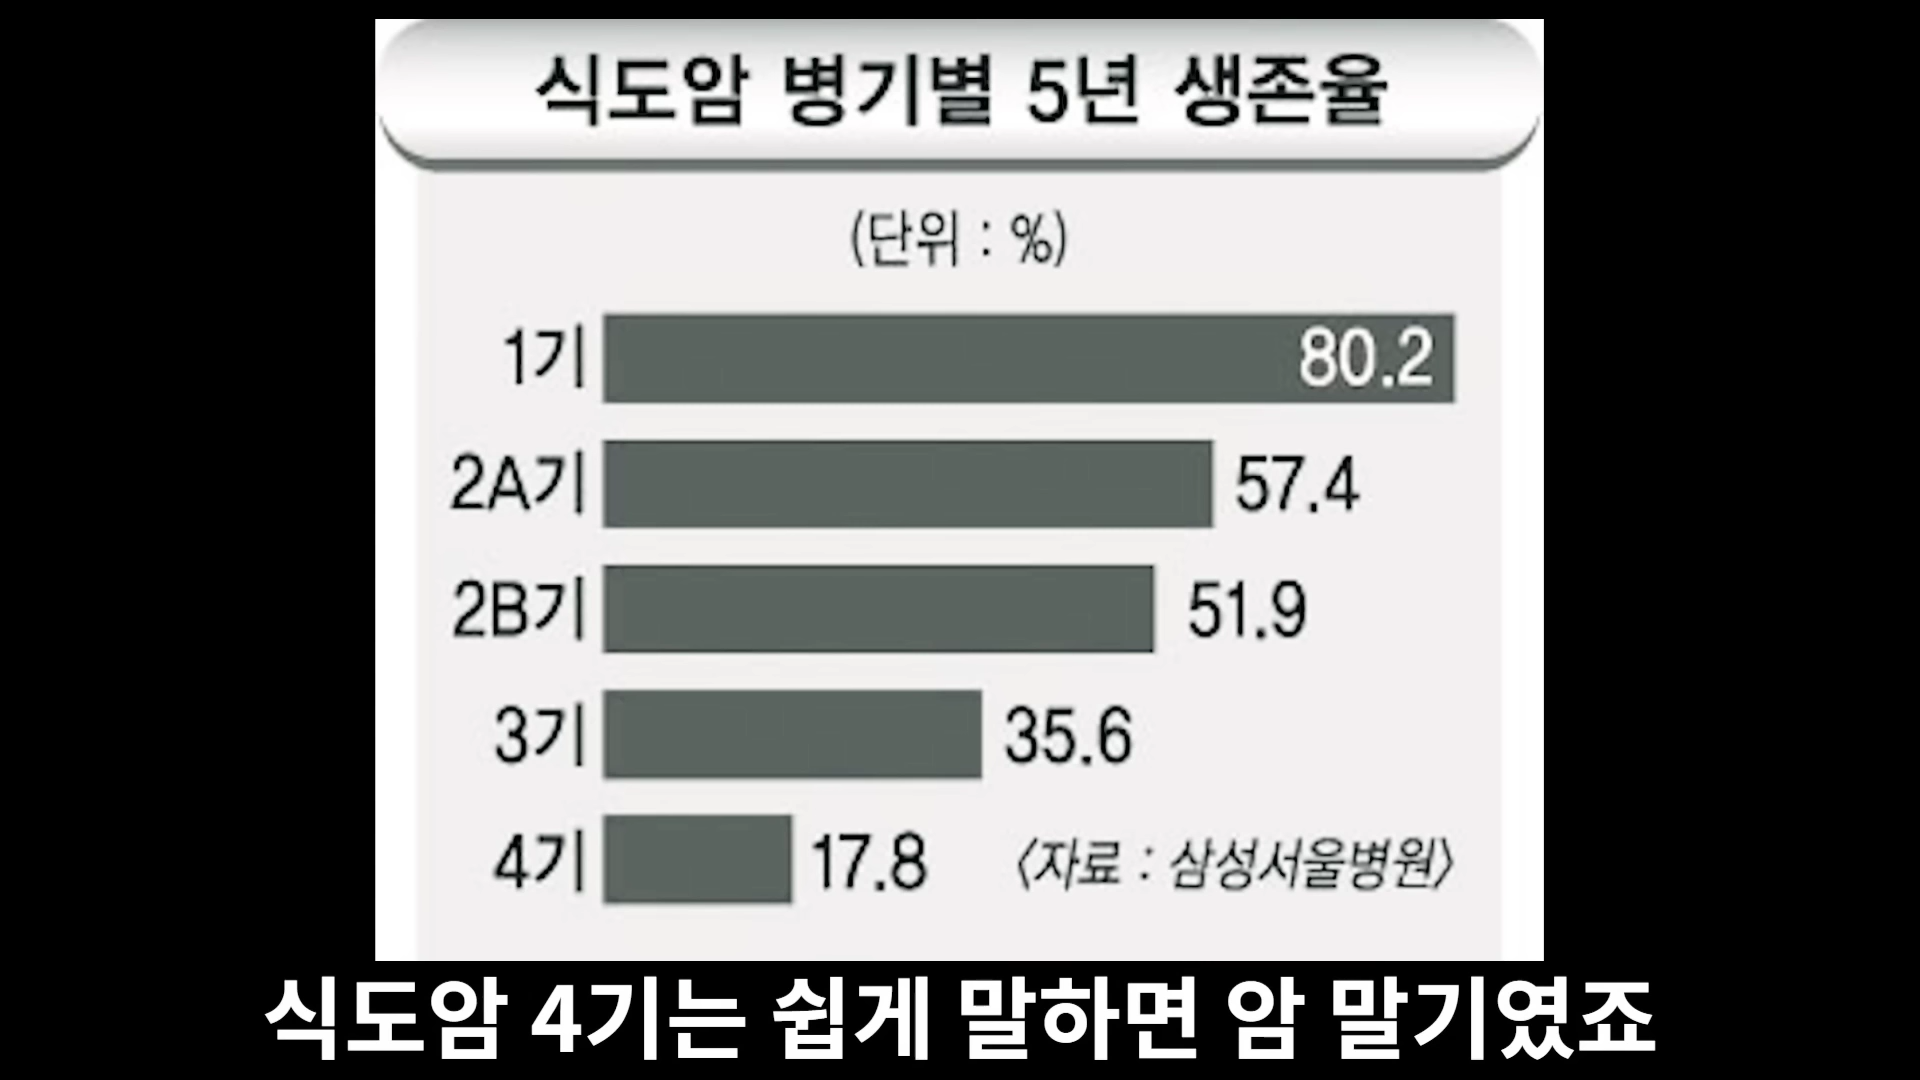 식도암 병기별 5년 생존율
(단위 : %)
1기 80.2
2A기 57.4
2B기 51.9
3기 35.6
4기 17.8 〈자료 : 삼성서울병원〉
식도암 4기는 쉽게 말하면 암 말기였죠